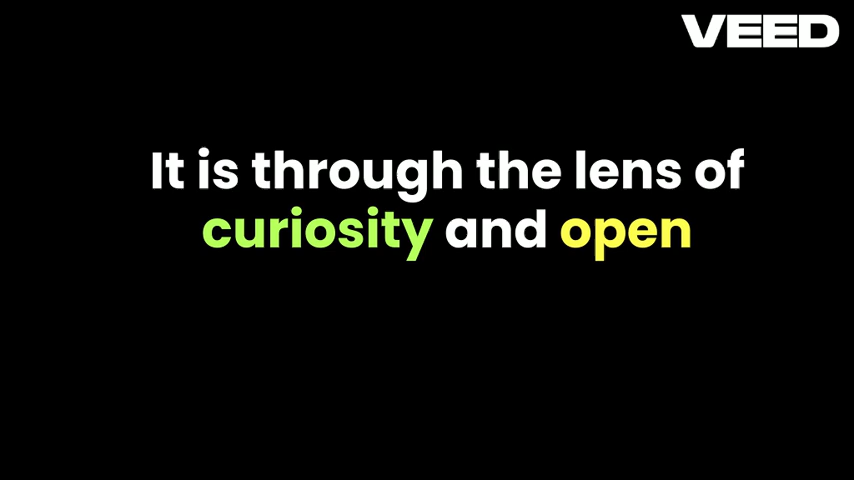 VEED
It is through the lens of
curiosity and open